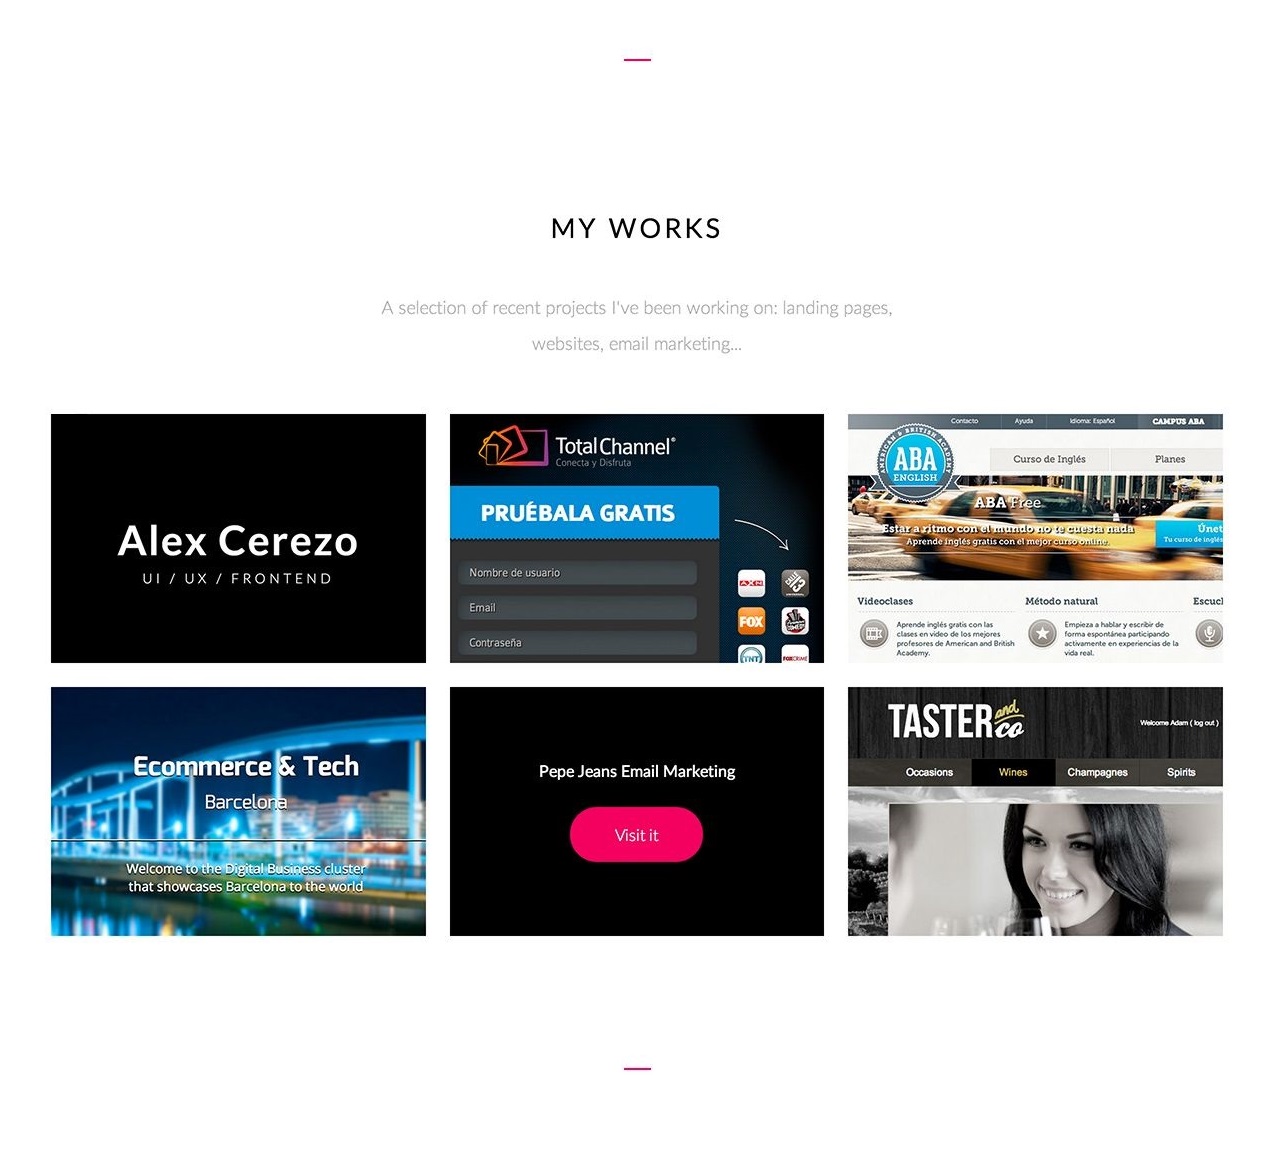 MY WORKS
A selection of recent projects I've been working on: landing pages,
websites, email marketing...
Alex Cerezo
UI / UX / FRONTEND
TotalChannel®
Conecta y Disfruta
PRUÉBALA GRATIS
Nombre de usuario
Email
Contraseña
AXN
CALLE 13
UNIVERSAL
FOX
TNT
FOXCRIME
Contacto
Ayuda
Idioma: Español
CAMPUS ABA
AMERICAN & BRITISH ACADEMY
ABA
ENGLISH
Curso de Inglés
Planes
ABA Free
Estar a ritmo con el mundo no te cuesta nada
Aprende inglés gratis con el mejor curso online.
Únet
Tu curso de inglés
Videoclases
Aprende inglés gratis con las
clases en vídeo de los mejores
profesores de American and British
Academy.
Método natural
Empieza a hablar y escribir de
forma espontánea participando
activamente en experiencias de la
vida real.
Escucl
Ecommerce & Tech
Barcelona
Welcome to the Digital Business cluster
that showcases Barcelona to the world
Pepe Jeans Email Marketing
Visit it
TASTER and co
Welcome Adam ( log out )
Occasions
Wines
Champagnes
Spirits